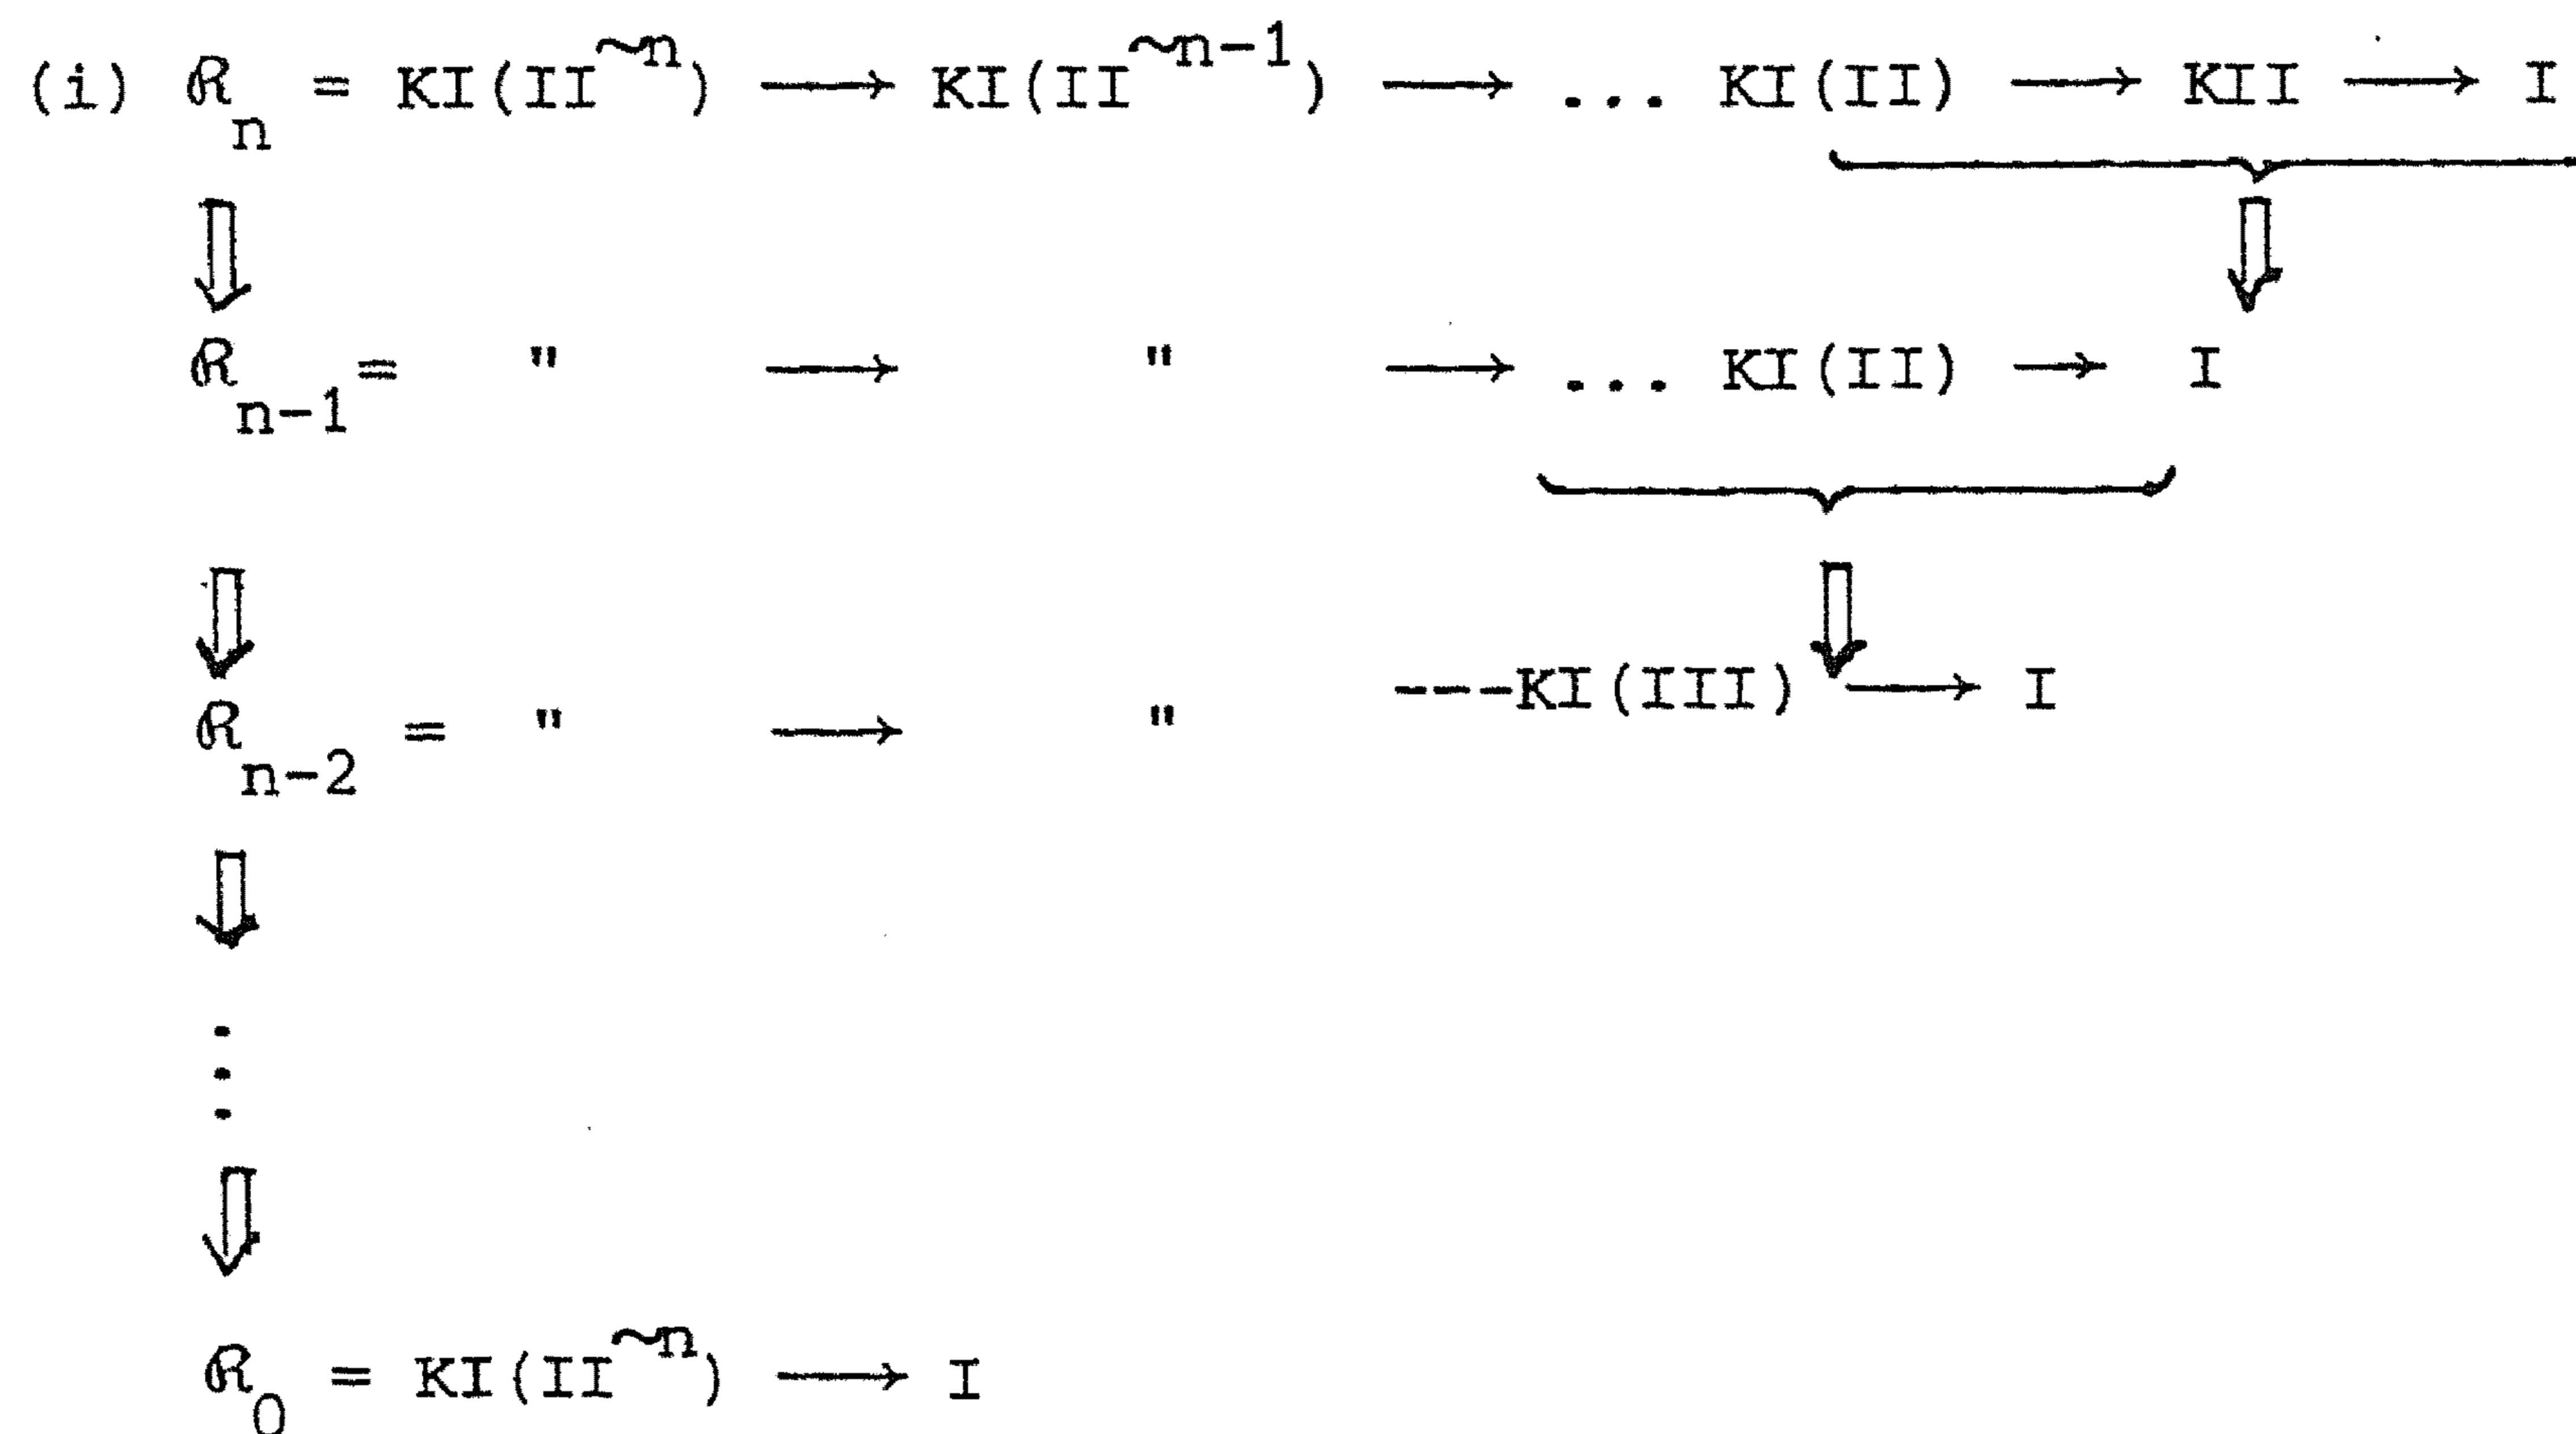 (i) ℛ_n = KI(II^~n) ⟶ KI(II^~n-1) ⟶ ... KI(II) ⟶ KII ⟶ I
⇓ ⇓
ℛ_n-1 = " ⟶ " ⟶ ... KI(II) ⟶ I
⇓ ⇓
ℛ_n-2 = " ⟶ " ----KI(III) ⟶ I
⇓
⋮
⇓
ℛ_0 = KI(II^~n) ⟶ I